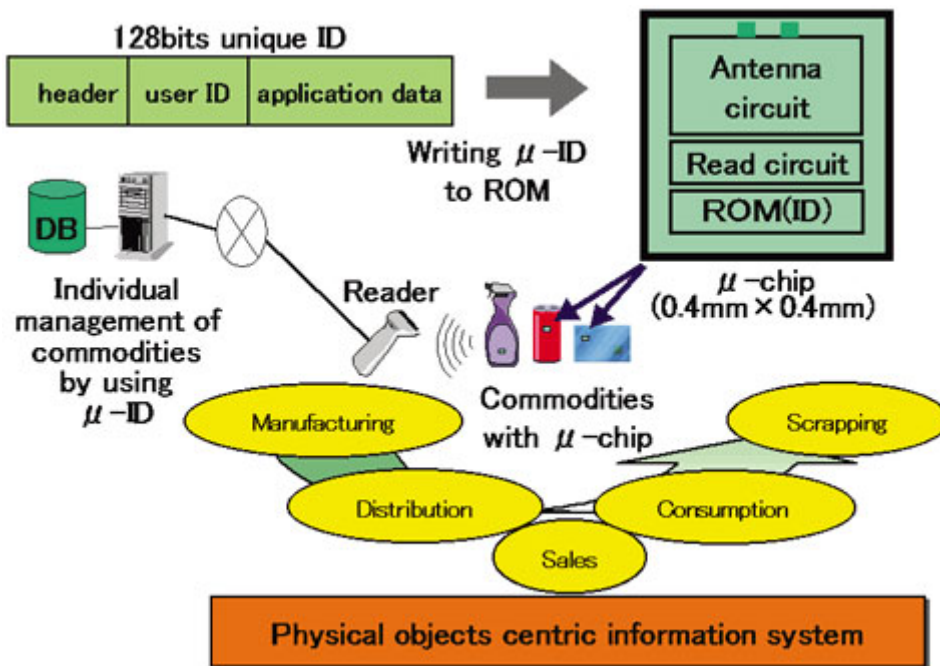 128bits unique ID
header
user ID
application data
Writing μ-ID
to ROM
Antenna
circuit
Read circuit
ROM(ID)
μ-chip
(0.4mm×0.4mm)
DB
Individual
management of
commodities
by using
μ-ID
Reader
Commodities
with μ-chip
Manufacturing
Distribution
Sales
Consumption
Scrapping
Physical objects centric information system